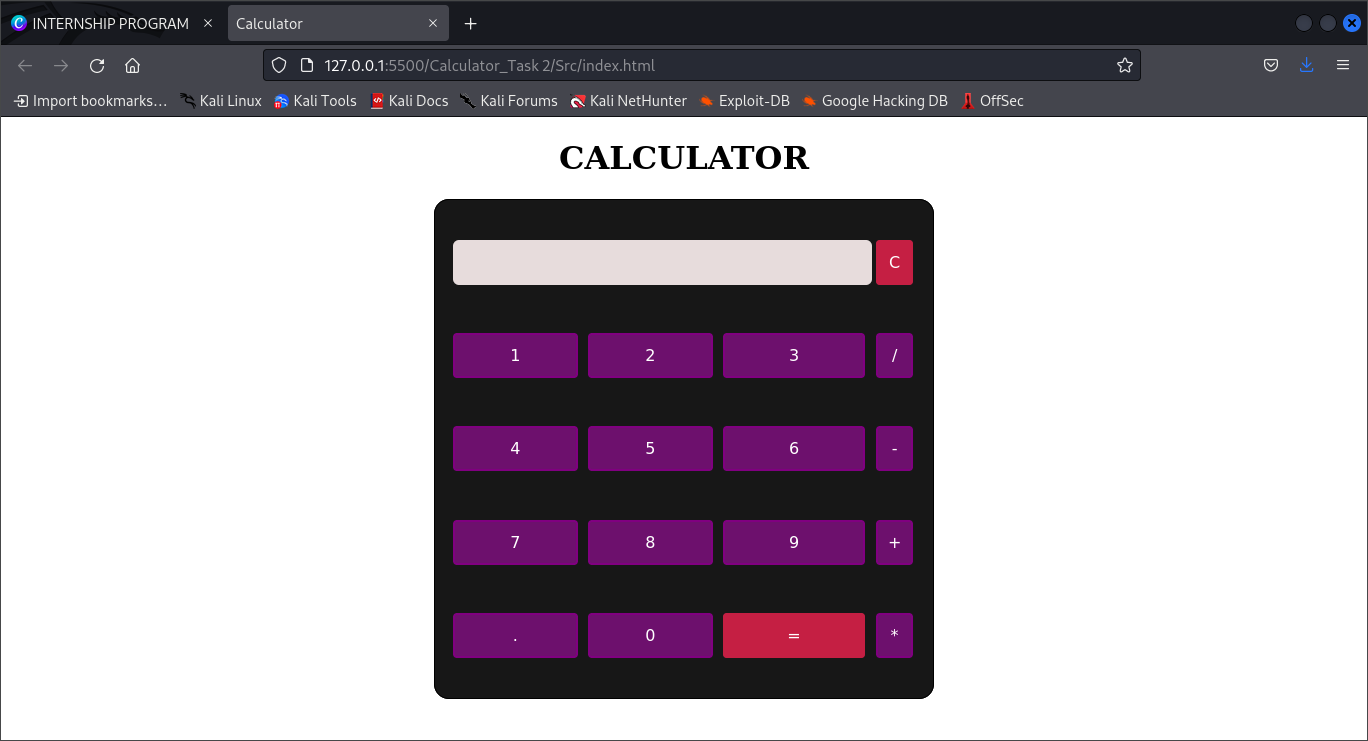 INTERNSHIP PROGRAM
Calculator
127.0.0.1:5500/Calculator_Task 2/Src/index.html
Import bookmarks… Kali Linux Kali Tools Kali Docs Kali Forums Kali NetHunter Exploit-DB Google Hacking DB OffSec
CALCULATOR
C
1 2 3 /
4 5 6 -
7 8 9 +
. 0 = *